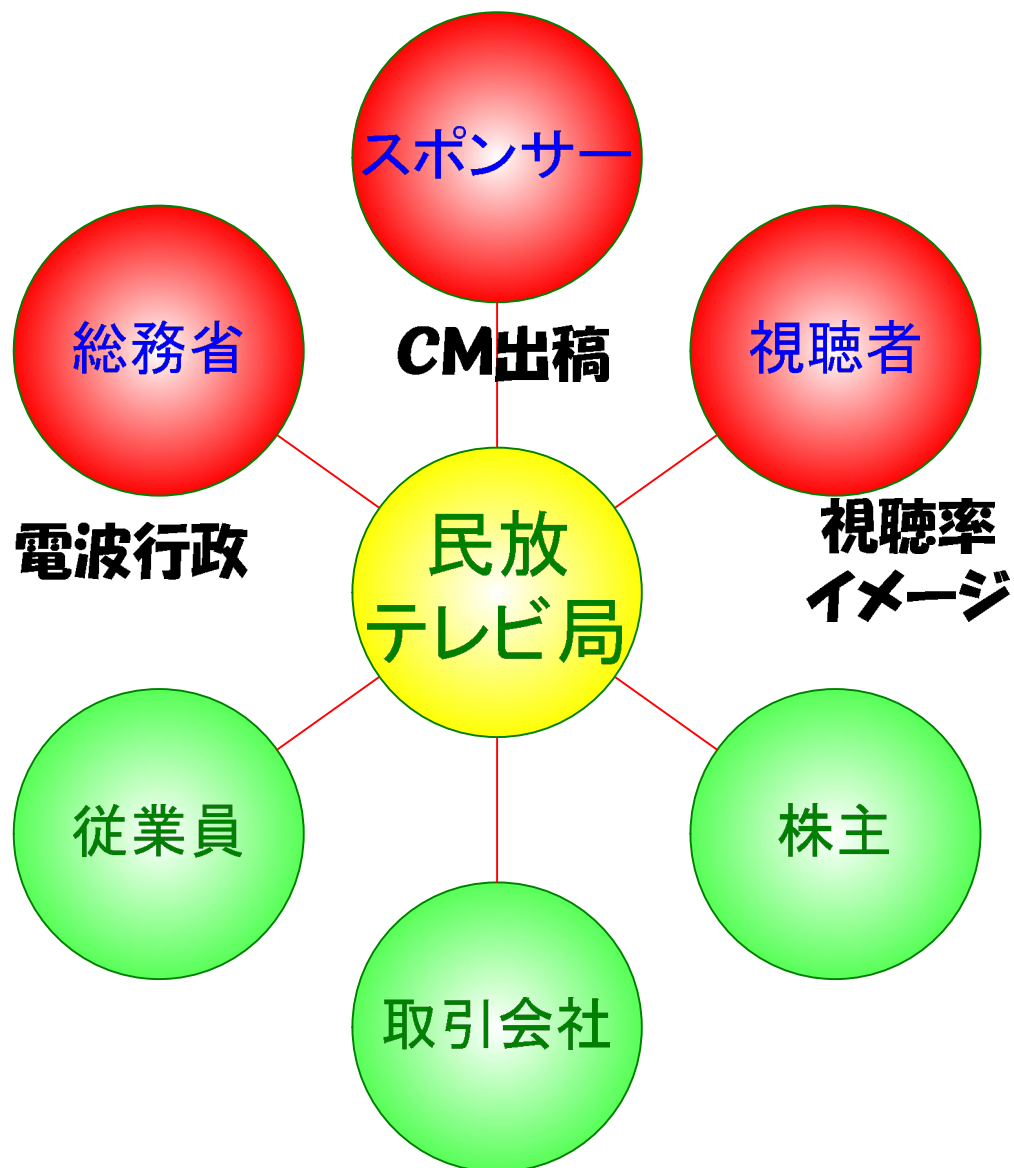 スポンサー
総務省
視聴者
CM出稿
電波行政
視聴率
イメージ
民放
テレビ局
従業員
株主
取引会社